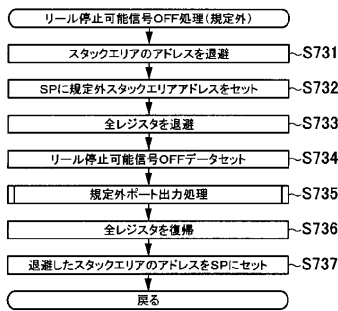 リール停止可能信号OFF処理(規定外)
スタックエリアのアドレスを退避 S731
SPに規定外スタックエリアアドレスをセット S732
全レジスタを退避 S733
リール停止可能信号OFFデータセット S734
規定外ポート出力処理 S735
全レジスタを復帰 S736
退避したスタックエリアのアドレスをSPにセット S737
戻る